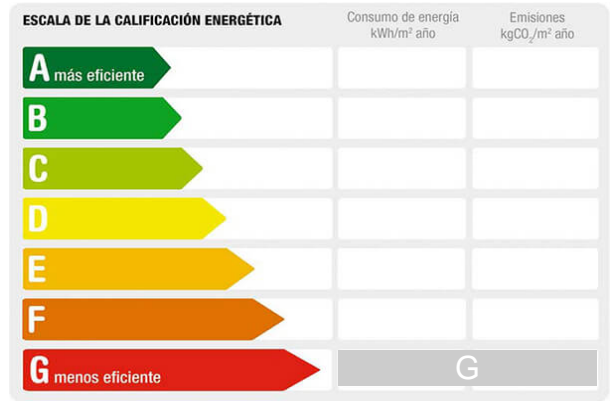 ESCALA DE LA CALIFICACIÓN ENERGÉTICA
Consumo de energía
kWh/m² año
Emisiones
kgCO₂/m² año
A más eficiente
B
C
D
E
F
G menos eficiente
G